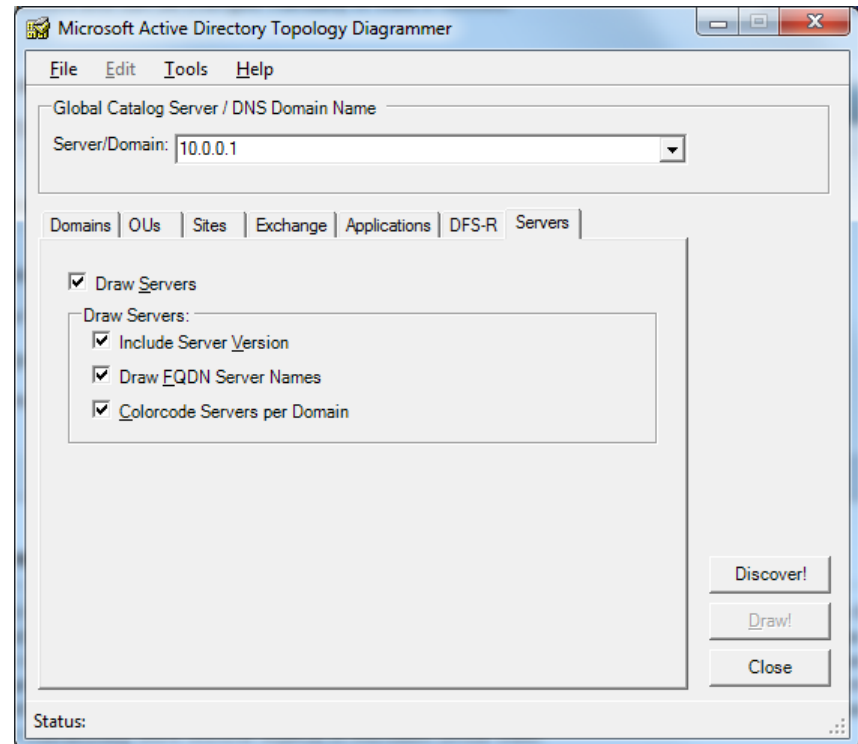 Microsoft Active Directory Topology Diagrammer
File Edit Tools Help
Global Catalog Server / DNS Domain Name
Server/Domain: 10.0.0.1
Domains OUs Sites Exchange Applications DFS-R Servers
Draw Servers
Draw Servers:
Include Server Version
Draw FQDN Server Names
Colorcode Servers per Domain
Discover!
Draw!
Close
Status: